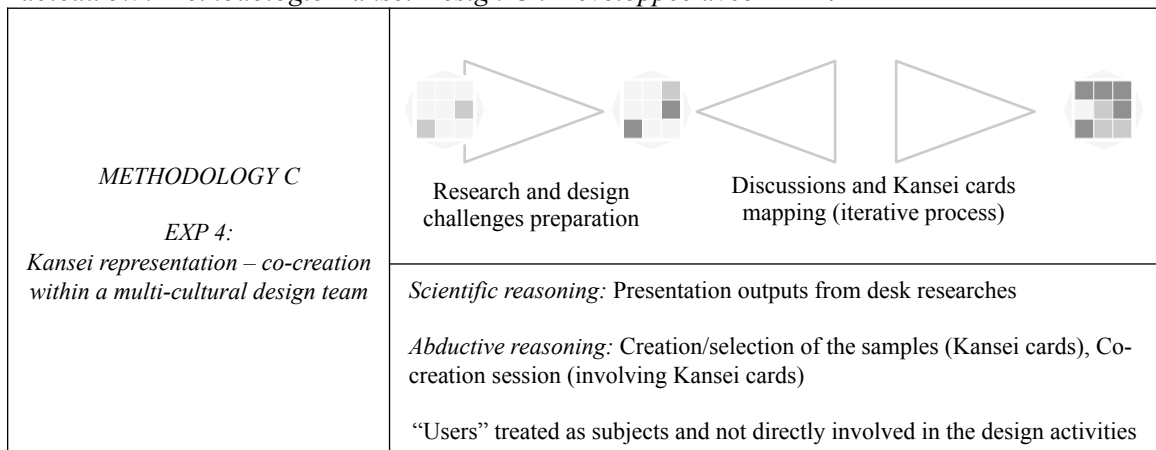 METHODOLOGY C
EXP 4:
Kansei representation – co-creation
within a multi-cultural design team
Research and design
challenges preparation
Discussions and Kansei cards
mapping (iterative process)
Scientific reasoning: Presentation outputs from desk researches
Abductive reasoning: Creation/selection of the samples (Kansei cards), Co-
creation session (involving Kansei cards)
“Users” treated as subjects and not directly involved in the design activities